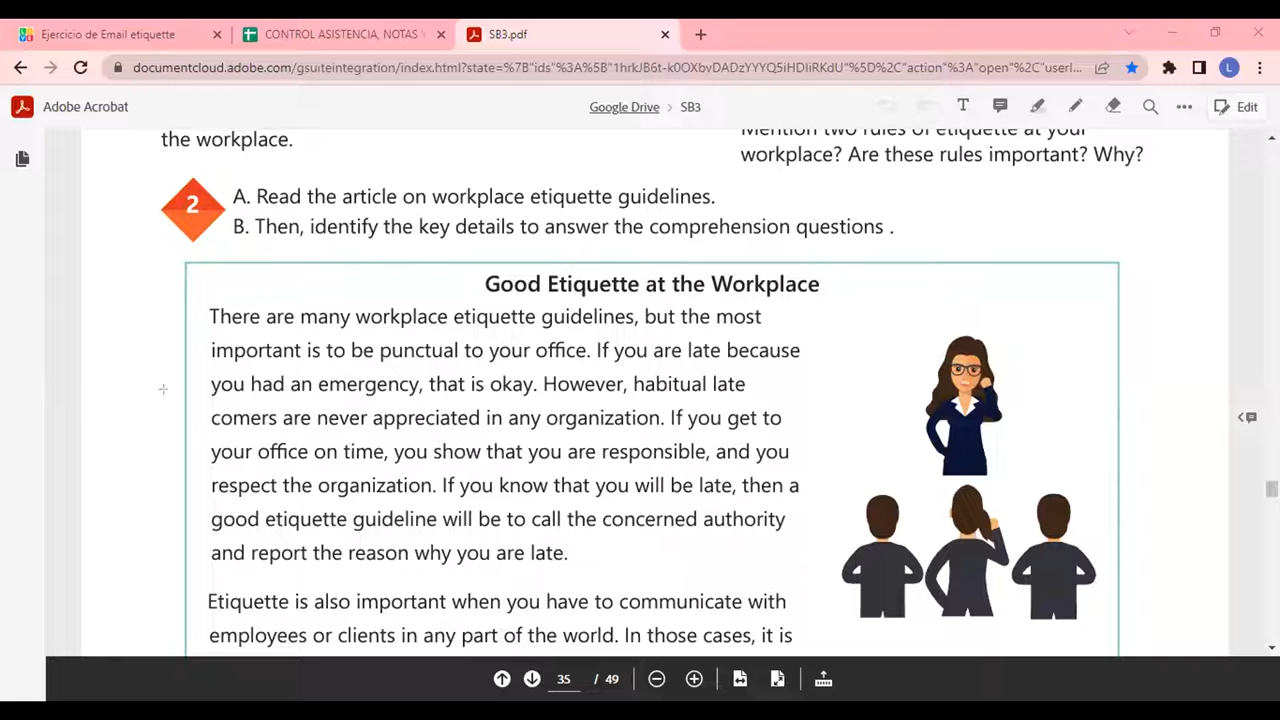 Ejercicio de Email etiquette
CONTROL ASISTENCIA, NOTAS
SB3.pdf
documentcloud.adobe.com/gsuiteintegration/index.html?state=%7B"ids"%3A%5B"1hrkJB6t-k0OXbvDADzYYYQ5iHDIiRKdU"%5D%2C"action"%3A"open"%2C"userI...
L
Adobe Acrobat
Google Drive > SB3
Edit
the workplace.
Mention two rules of etiquette at your
workplace? Are these rules important? Why?
2
A. Read the article on workplace etiquette guidelines.
B. Then, identify the key details to answer the comprehension questions .
Good Etiquette at the Workplace
There are many workplace etiquette guidelines, but the most
important is to be punctual to your office. If you are late because
you had an emergency, that is okay. However, habitual late
comers are never appreciated in any organization. If you get to
your office on time, you show that you are responsible, and you
respect the organization. If you know that you will be late, then a
good etiquette guideline will be to call the concerned authority
and report the reason why you are late.
Etiquette is also important when you have to communicate with
employees or clients in any part of the world. In those cases, it is
35 / 49